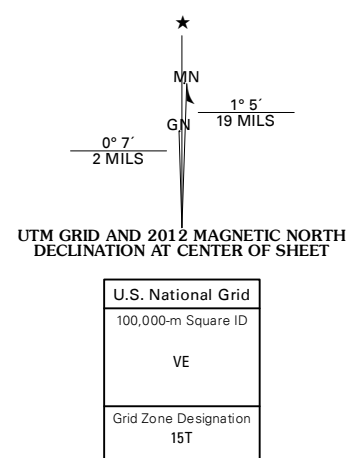 ★
MN
1° 5´
19 MILS
GN
0° 7´
2 MILS
UTM GRID AND 2012 MAGNETIC NORTH
DECLINATION AT CENTER OF SHEET
U.S. National Grid
100,000-m Square ID
VE
Grid Zone Designation
15T